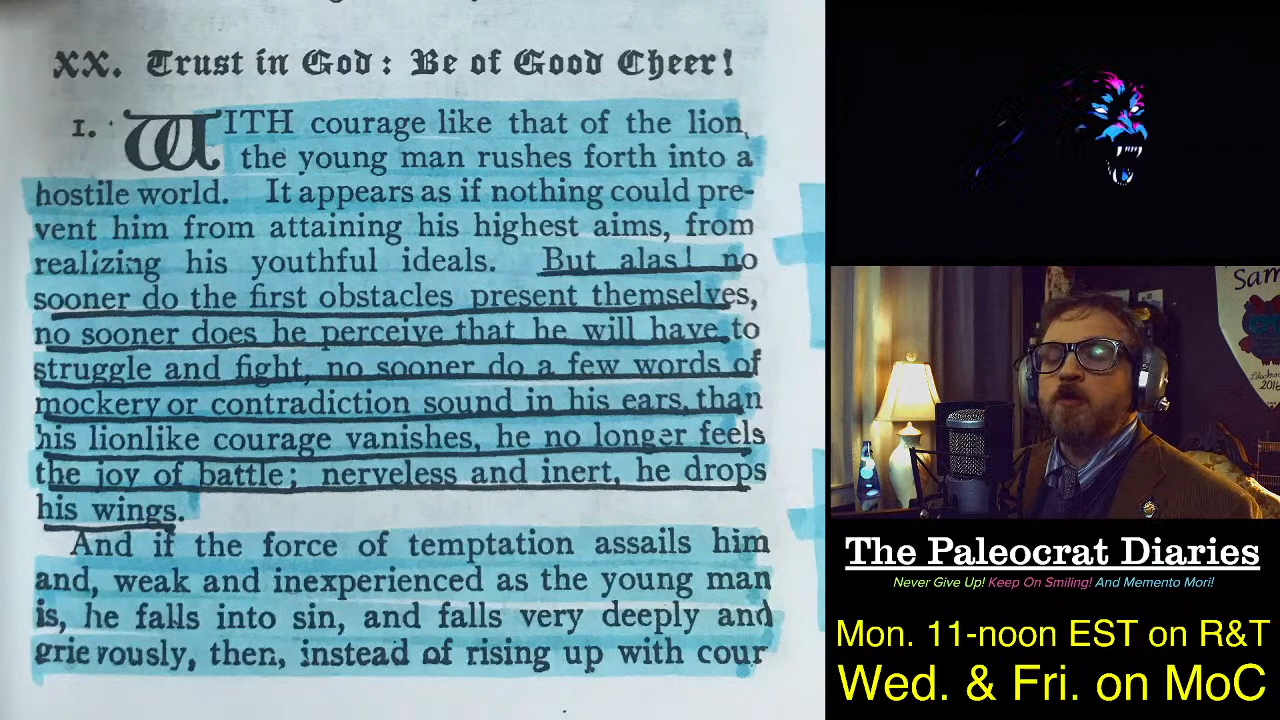 XX. Trust in God: Be of Good Cheer!
1. WITH courage like that of the lion,
the young man rushes forth into a
hostile world. It appears as if nothing could pre-
vent him from attaining his highest aims, from
realizing his youthful ideals. But alas! no
sooner do the first obstacles present themselves,
no sooner does he perceive that he will have to
struggle and fight, no sooner do a few words of
mockery or contradiction sound in his ears, than
his lionlike courage vanishes, he no longer feels
the joy of battle; nerveless and inert, he drops
his wings.
And if the force of temptation assails him
and, weak and inexperienced as the young man
is, he falls into sin, and falls very deeply and
grievously, then, instead of rising up with cour
Sam
2016
The Paleocrat Diaries
Never Give Up! Keep On Smiling! And Memento Mori!
Mon. 11-noon EST on R&T
Wed. & Fri. on MoC